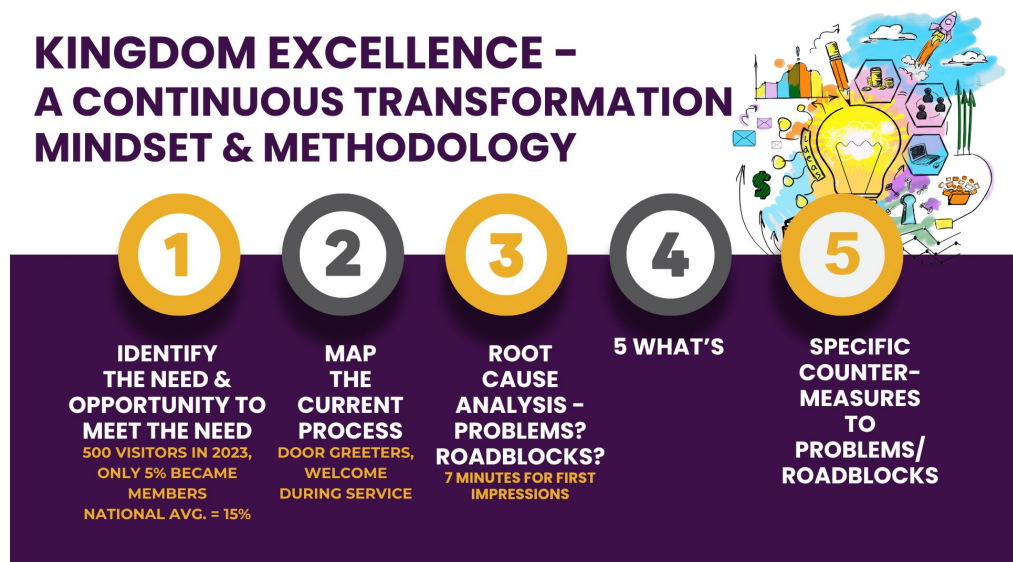 KINGDOM EXCELLENCE –
A CONTINUOUS TRANSFORMATION
MINDSET & METHODOLOGY
Ideas
$
1
2
3
4
5
IDENTIFY
THE NEED &
OPPORTUNITY TO
MEET THE NEED
500 VISITORS IN 2023,
ONLY 5% BECAME
MEMBERS
NATIONAL AVG. = 15%
MAP
THE
CURRENT
PROCESS
DOOR GREETERS,
WELCOME
DURING SERVICE
ROOT
CAUSE
ANALYSIS –
PROBLEMS?
ROADBLOCKS?
7 MINUTES FOR FIRST
IMPRESSIONS
5 WHAT'S
SPECIFIC
COUNTER-
MEASURES
TO
PROBLEMS/
ROADBLOCKS